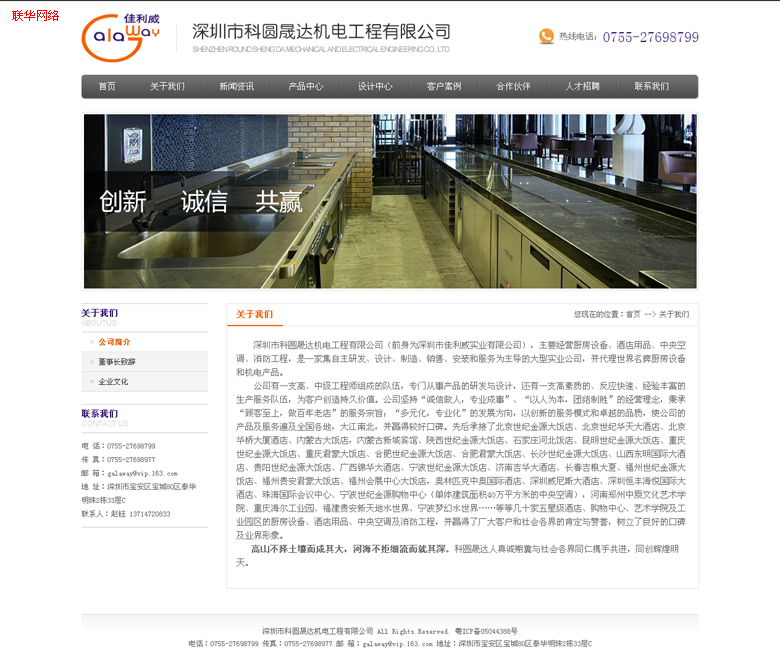 联华网络
佳利威
Galaway
深圳市科圆晟达机电工程有限公司
SHENZHEN ROUND SHENG DA MECHANICAL AND ELECTRICAL ENGINEERING CO., LTD
热线电话：0755-27698799
首页 关于我们 新闻资讯 产品中心 设计中心 客户案例 合作伙伴 人才招聘 联系我们
创新 诚信 共赢
关于我们
ABOUT US
公司简介
董事长致辞
企业文化
联系我们
CONTACT US
电 话：0755-27698799
传 真：0755-27698977
邮 箱：galaway@vip.163.com
地 址：深圳市宝安区宝城80区泰华
明珠2栋33层C
联系人：赵钰 13714720833
关于我们
您现在的位置：首页 --> 关于我们
深圳市科圆晟达机电工程有限公司（前身为深圳市佳利威实业有限公司），主要经营厨房设备、酒店用品、中央空
调、消防工程，是一家集自主研发、设计、制造、销售、安装和服务为主导的大型实业公司，并代理世界名牌厨房设备
和机电产品。
公司有一支高、中级工程师组成的队伍，专门从事产品的研发与设计，还有一支高素质的、反应快速、经验丰富的
生产服务队伍，为客户创造持久价值。公司坚持“诚信做人，专业成事”、“以人为本，团结制胜”的经营理念，秉承
“顾客至上，做百年老店”的服务宗旨；“多元化，专业化”的发展方向，以创新的服务模式和卓越的品质，使公司的
产品及服务遍及全国各地，大江南北，并赢得较好口碑。先后承接了北京世纪金源大饭店、北京世纪华天大酒店、北京
华桥大厦酒店、内蒙古大饭店，内蒙古新城宾馆、陕西世纪金源大饭店、石家庄河北饭店、昆明世纪金源大饭店、重庆
世纪金源大饭店、重庆君蒙大饭店、合肥世纪金源大饭店、合肥君蒙大饭店、长沙世纪金源大饭店、山西东明国际大酒
店、贵阳世纪金源大饭店、广西锦华大酒店、宁波世纪金源大饭店、济南吉华大酒店、长春吉粮大夏、福州世纪金源大
饭店、福州贵安君蒙大饭店、福州会展中心大饭店，奥林匹克中奥国际酒店、深圳威尼斯大酒店、深圳恒丰海悦国际大
酒店、珠海国际会议中心、宁波世纪金源购物中心（单体建筑面积40万平方米的中央空调），河南郑州中原文化艺术学
院、重庆海尔工业园、福建贵安新天地水世界、宁波梦幻水世界……等等几十家五星级酒店、购物中心、艺术学院及工
业园区的厨房设备、酒店用品、中央空调及消防工程，并赢得了广大客户和社会各界的肯定与赞誉，树立了良好的口碑
及业界形象。
高山不择土壤而成其大，河海不拒细流而就其深。科圆晟达人真诚期冀与社会各界同仁携手共进，同创辉煌明
天。
深圳市科圆晟达机电工程有限公司 All Rights Reserved. 粤ICP备05044388号
电话：0755-27698799 传真：0755-27698977 邮 箱：galaway@vip.163.com 地址：深圳市宝安区宝城80区泰华明珠2栋33层C